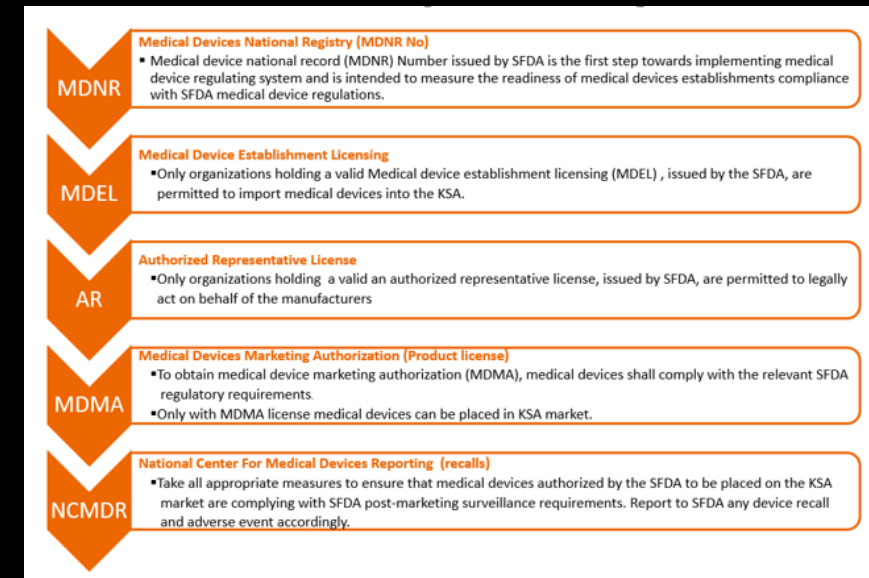 MDNR
Medical Devices National Registry (MDNR No)
▪ Medical device national record (MDNR) Number issued by SFDA is the first step towards implementing medical
device regulating system and is intended to measure the readiness of medical devices establishments compliance
with SFDA medical device regulations.
MDEL
Medical Device Establishment Licensing
▪Only organizations holding a valid Medical device establishment licensing (MDEL) , issued by the SFDA, are
permitted to import medical devices into the KSA.
AR
Authorized Representative License
▪Only organizations holding a valid an authorized representative license, issued by SFDA, are permitted to legally
act on behalf of the manufacturers
MDMA
Medical Devices Marketing Authorization (Product license)
▪To obtain medical device marketing authorization (MDMA), medical devices shall comply with the relevant SFDA
regulatory requirements.
▪Only with MDMA license medical devices can be placed in KSA market.
NCMDR
National Center For Medical Devices Reporting (recalls)
▪Take all appropriate measures to ensure that medical devices authorized by the SFDA to be placed on the KSA
market are complying with SFDA post-marketing surveillance requirements. Report to SFDA any device recall
and adverse event accordingly.